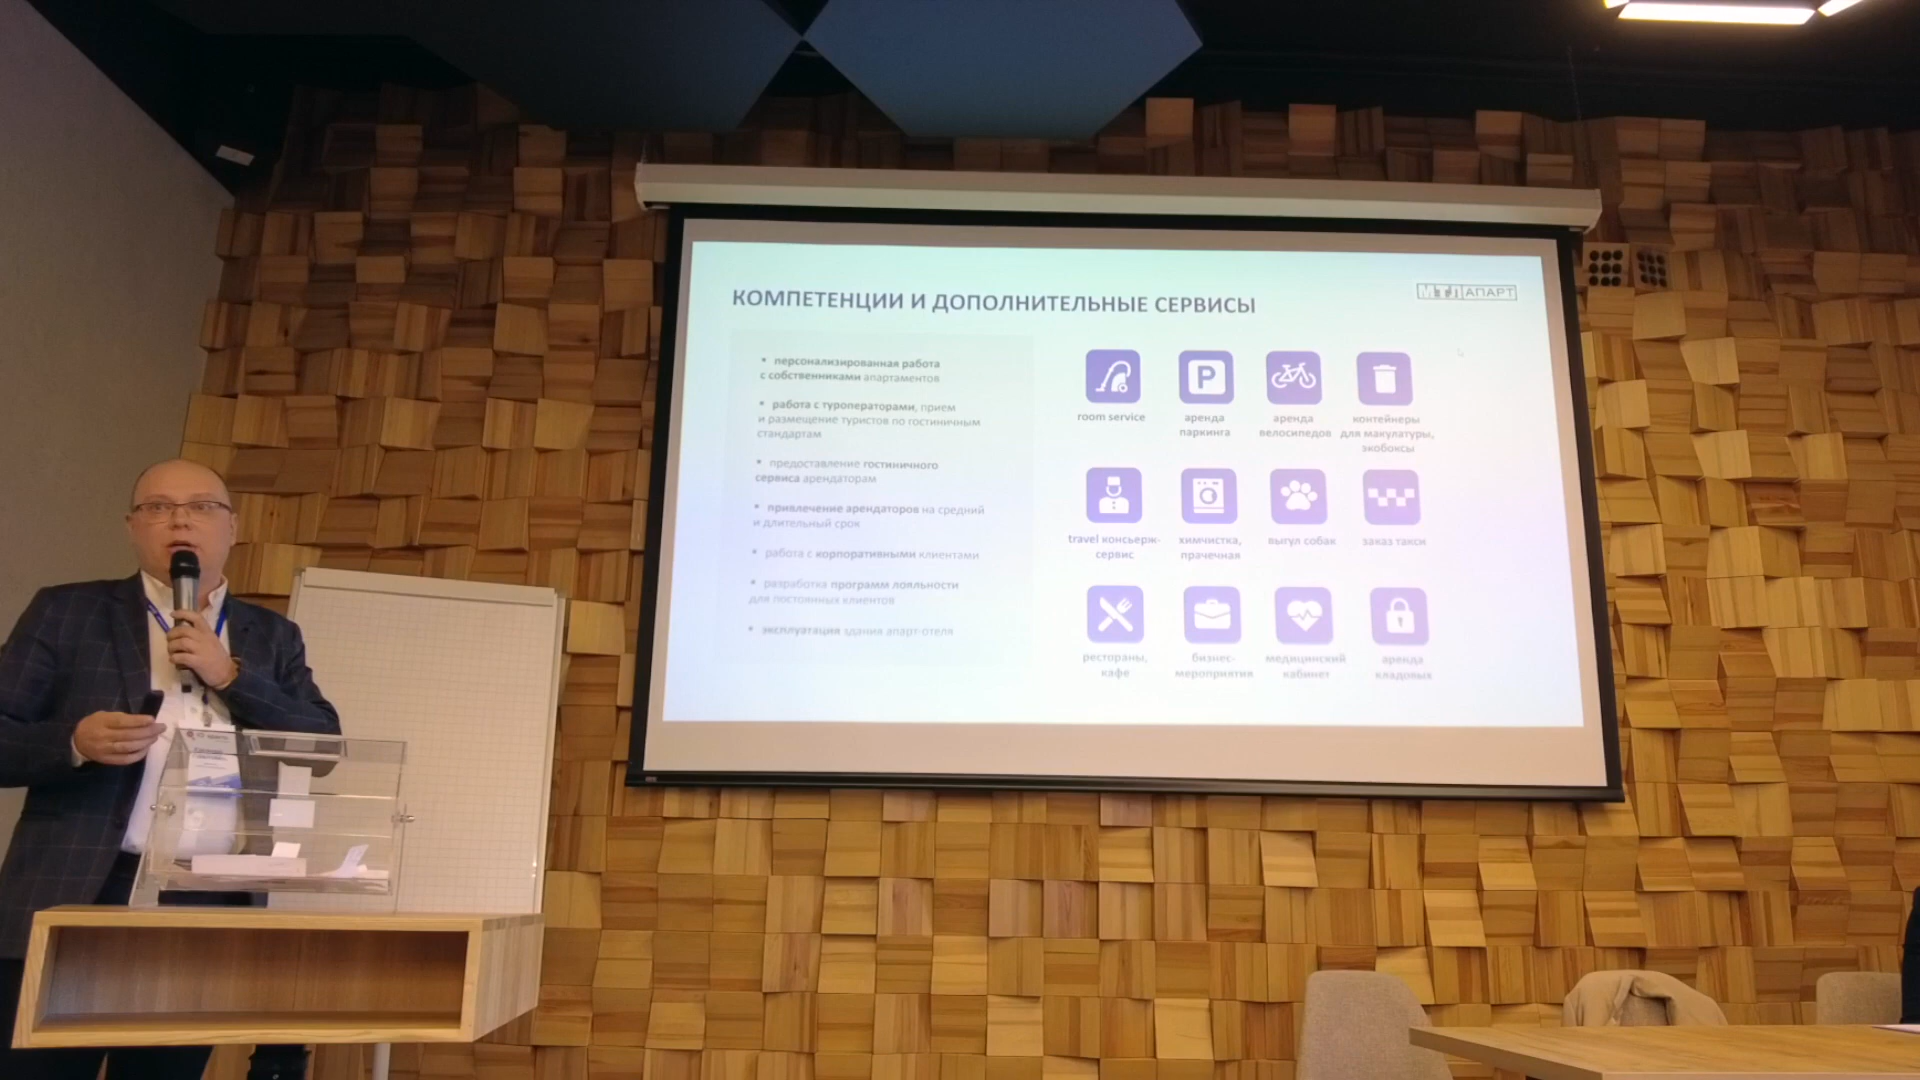 КОМПЕТЕНЦИИ И ДОПОЛНИТЕЛЬНЫЕ СЕРВИСЫ
МТЛ АПАРТ
▪ персонализированная работа
с собственниками апартаментов
▪ работа с туроператорами, прием
и размещение туристов по гостиничным
стандартам
▪ предоставление гостиничного
сервиса арендаторам
▪ привлечение арендаторов на средний
и длительный срок
▪ работа с корпоративными клиентами
▪ разработка программ лояльности
для постоянных клиентов
▪ эксплуатация здания апарт-отеля
room service
P
аренда
паркинга
аренда
велосипедов
контейнеры
для макулатуры,
экобоксы
travel консьерж-
сервис
химчистка,
прачечная
выгул собак
заказ такси
рестораны,
кафе
бизнес-
мероприятия
медицинский
кабинет
аренда
кладовых